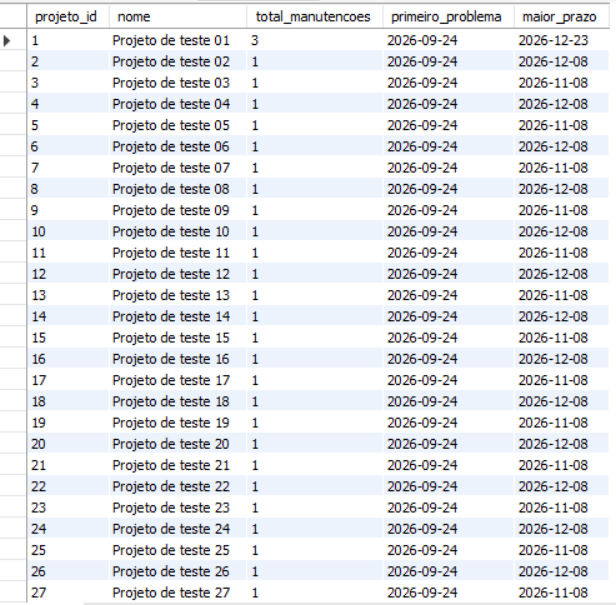 projeto_id nome total_manutencoes primeiro_problema maior_prazo
1 Projeto de teste 01 3 2026-09-24 2026-12-23
2 Projeto de teste 02 1 2026-09-24 2026-12-08
3 Projeto de teste 03 1 2026-09-24 2026-11-08
4 Projeto de teste 04 1 2026-09-24 2026-12-08
5 Projeto de teste 05 1 2026-09-24 2026-11-08
6 Projeto de teste 06 1 2026-09-24 2026-12-08
7 Projeto de teste 07 1 2026-09-24 2026-11-08
8 Projeto de teste 08 1 2026-09-24 2026-12-08
9 Projeto de teste 09 1 2026-09-24 2026-11-08
10 Projeto de teste 10 1 2026-09-24 2026-12-08
11 Projeto de teste 11 1 2026-09-24 2026-11-08
12 Projeto de teste 12 1 2026-09-24 2026-12-08
13 Projeto de teste 13 1 2026-09-24 2026-11-08
14 Projeto de teste 14 1 2026-09-24 2026-12-08
15 Projeto de teste 15 1 2026-09-24 2026-11-08
16 Projeto de teste 16 1 2026-09-24 2026-12-08
17 Projeto de teste 17 1 2026-09-24 2026-11-08
18 Projeto de teste 18 1 2026-09-24 2026-12-08
19 Projeto de teste 19 1 2026-09-24 2026-11-08
20 Projeto de teste 20 1 2026-09-24 2026-12-08
21 Projeto de teste 21 1 2026-09-24 2026-11-08
22 Projeto de teste 22 1 2026-09-24 2026-12-08
23 Projeto de teste 23 1 2026-09-24 2026-11-08
24 Projeto de teste 24 1 2026-09-24 2026-12-08
25 Projeto de teste 25 1 2026-09-24 2026-11-08
26 Projeto de teste 26 1 2026-09-24 2026-12-08
27 Projeto de teste 27 1 2026-09-24 2026-11-08